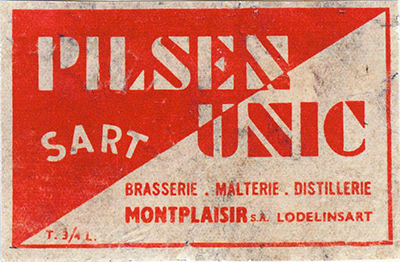 PILSEN
UNIC
SART
BRASSERIE . MALTERIE . DISTILLERIE
MONTPLAISIR S.A. LODELINSART
T. 3/4 L.